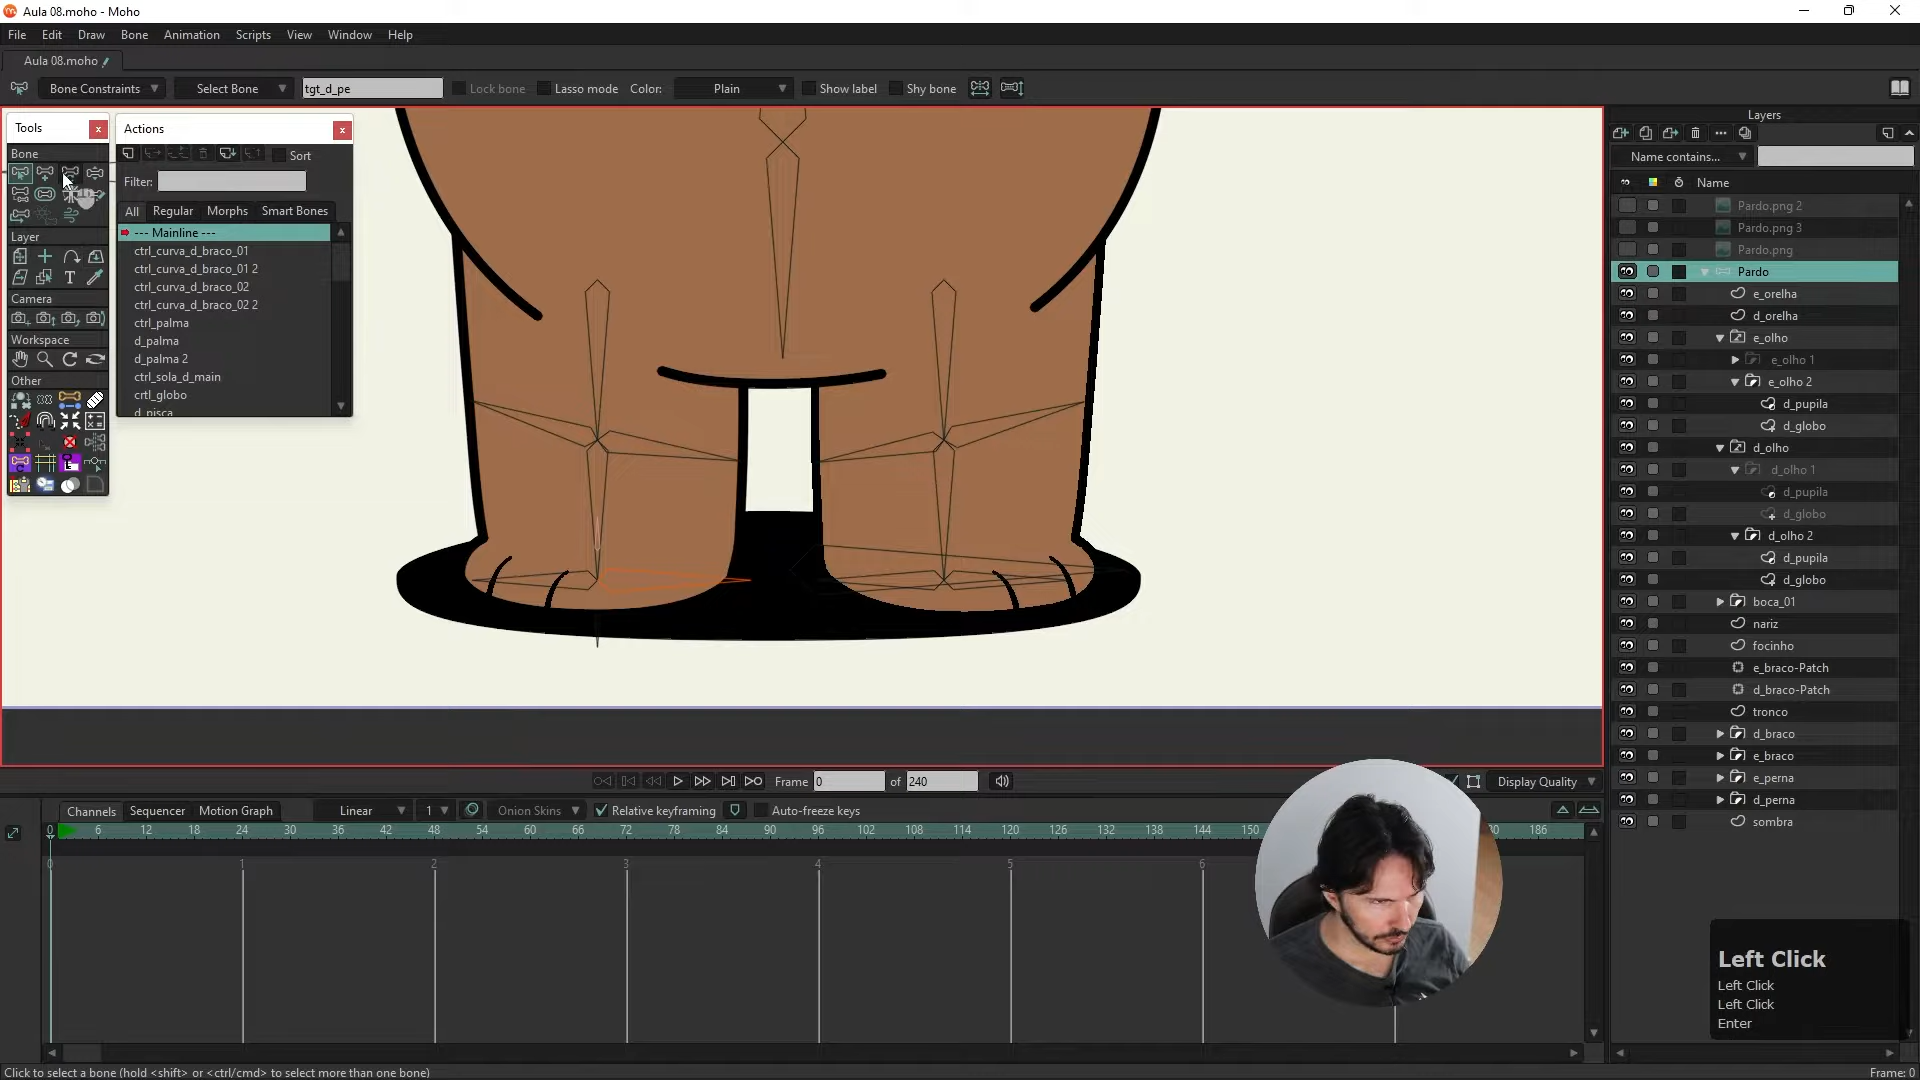 Aula 08.moho - Moho
File Edit Draw Bone Animation Scripts View Window Help
Aula 08.moho
Bone Constraints Select Bone tgt_d_pe Lock bone Lasso mode Color: Plain Show label Shy bone
Tools
Bone
Layer
Camera
Workspace
Other
Actions
Sort
Filter:
All Regular Morphs Smart Bones
--- Mainline ---
ctrl_curva_d_braco_01
ctrl_curva_d_braco_01 2
ctrl_curva_d_braco_02
ctrl_curva_d_braco_02 2
ctrl_palma
d_palma
d_palma 2
ctrl_sola_d_main
crtl_globo
d_pisca
Layers
Name contains...
Name
Pardo.png 2
Pardo.png 3
Pardo.png
Pardo
e_orelha
d_orelha
e_olho
e_olho 1
e_olho 2
d_pupila
d_globo
d_olho
d_olho 1
d_pupila
d_globo
d_olho 2
d_pupila
d_globo
boca_01
nariz
focinho
e_braco-Patch
d_braco-Patch
tronco
d_braco
e_braco
e_perna
d_perna
sombra
Frame 0 of 240 Display Quality
Channels Sequencer Motion Graph Linear 1 Onion Skins Relative keyframing Auto-freeze keys
0 6 12 18 24 30 36 42 48 54 60 66 72 78 84 90 96 102 108 114 120 126 132 138 144 150 186
0 1 2 3 4 5 6
Left Click
Left Click
Left Click
Enter
Click to select a bone (hold <shift> or <ctrl/cmd> to select more than one bone) Frame: 0